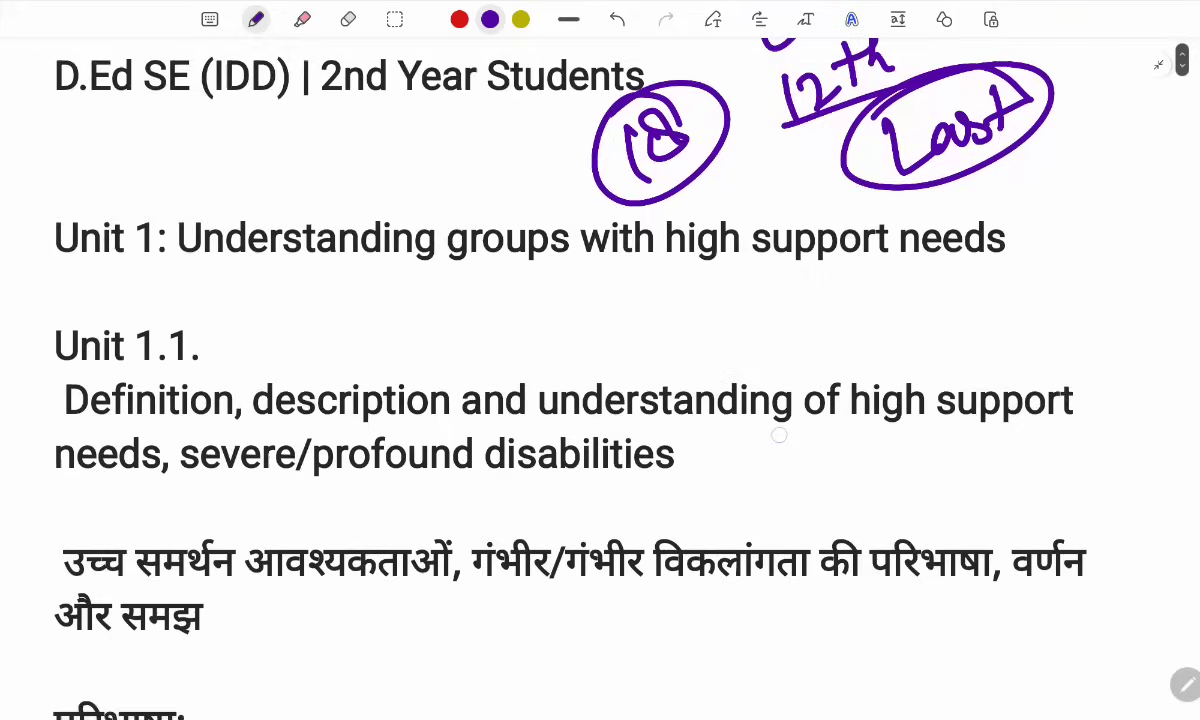 D.Ed SE (IDD) | 2nd Year Students
12th
18
Last
Unit 1: Understanding groups with high support needs
Unit 1.1.
Definition, description and understanding of high support
needs, severe/profound disabilities
उच्च समर्थन आवश्यकताओं, गंभीर/गंभीर विकलांगता की परिभाषा, वर्णन
और समझ
परिभाषा: